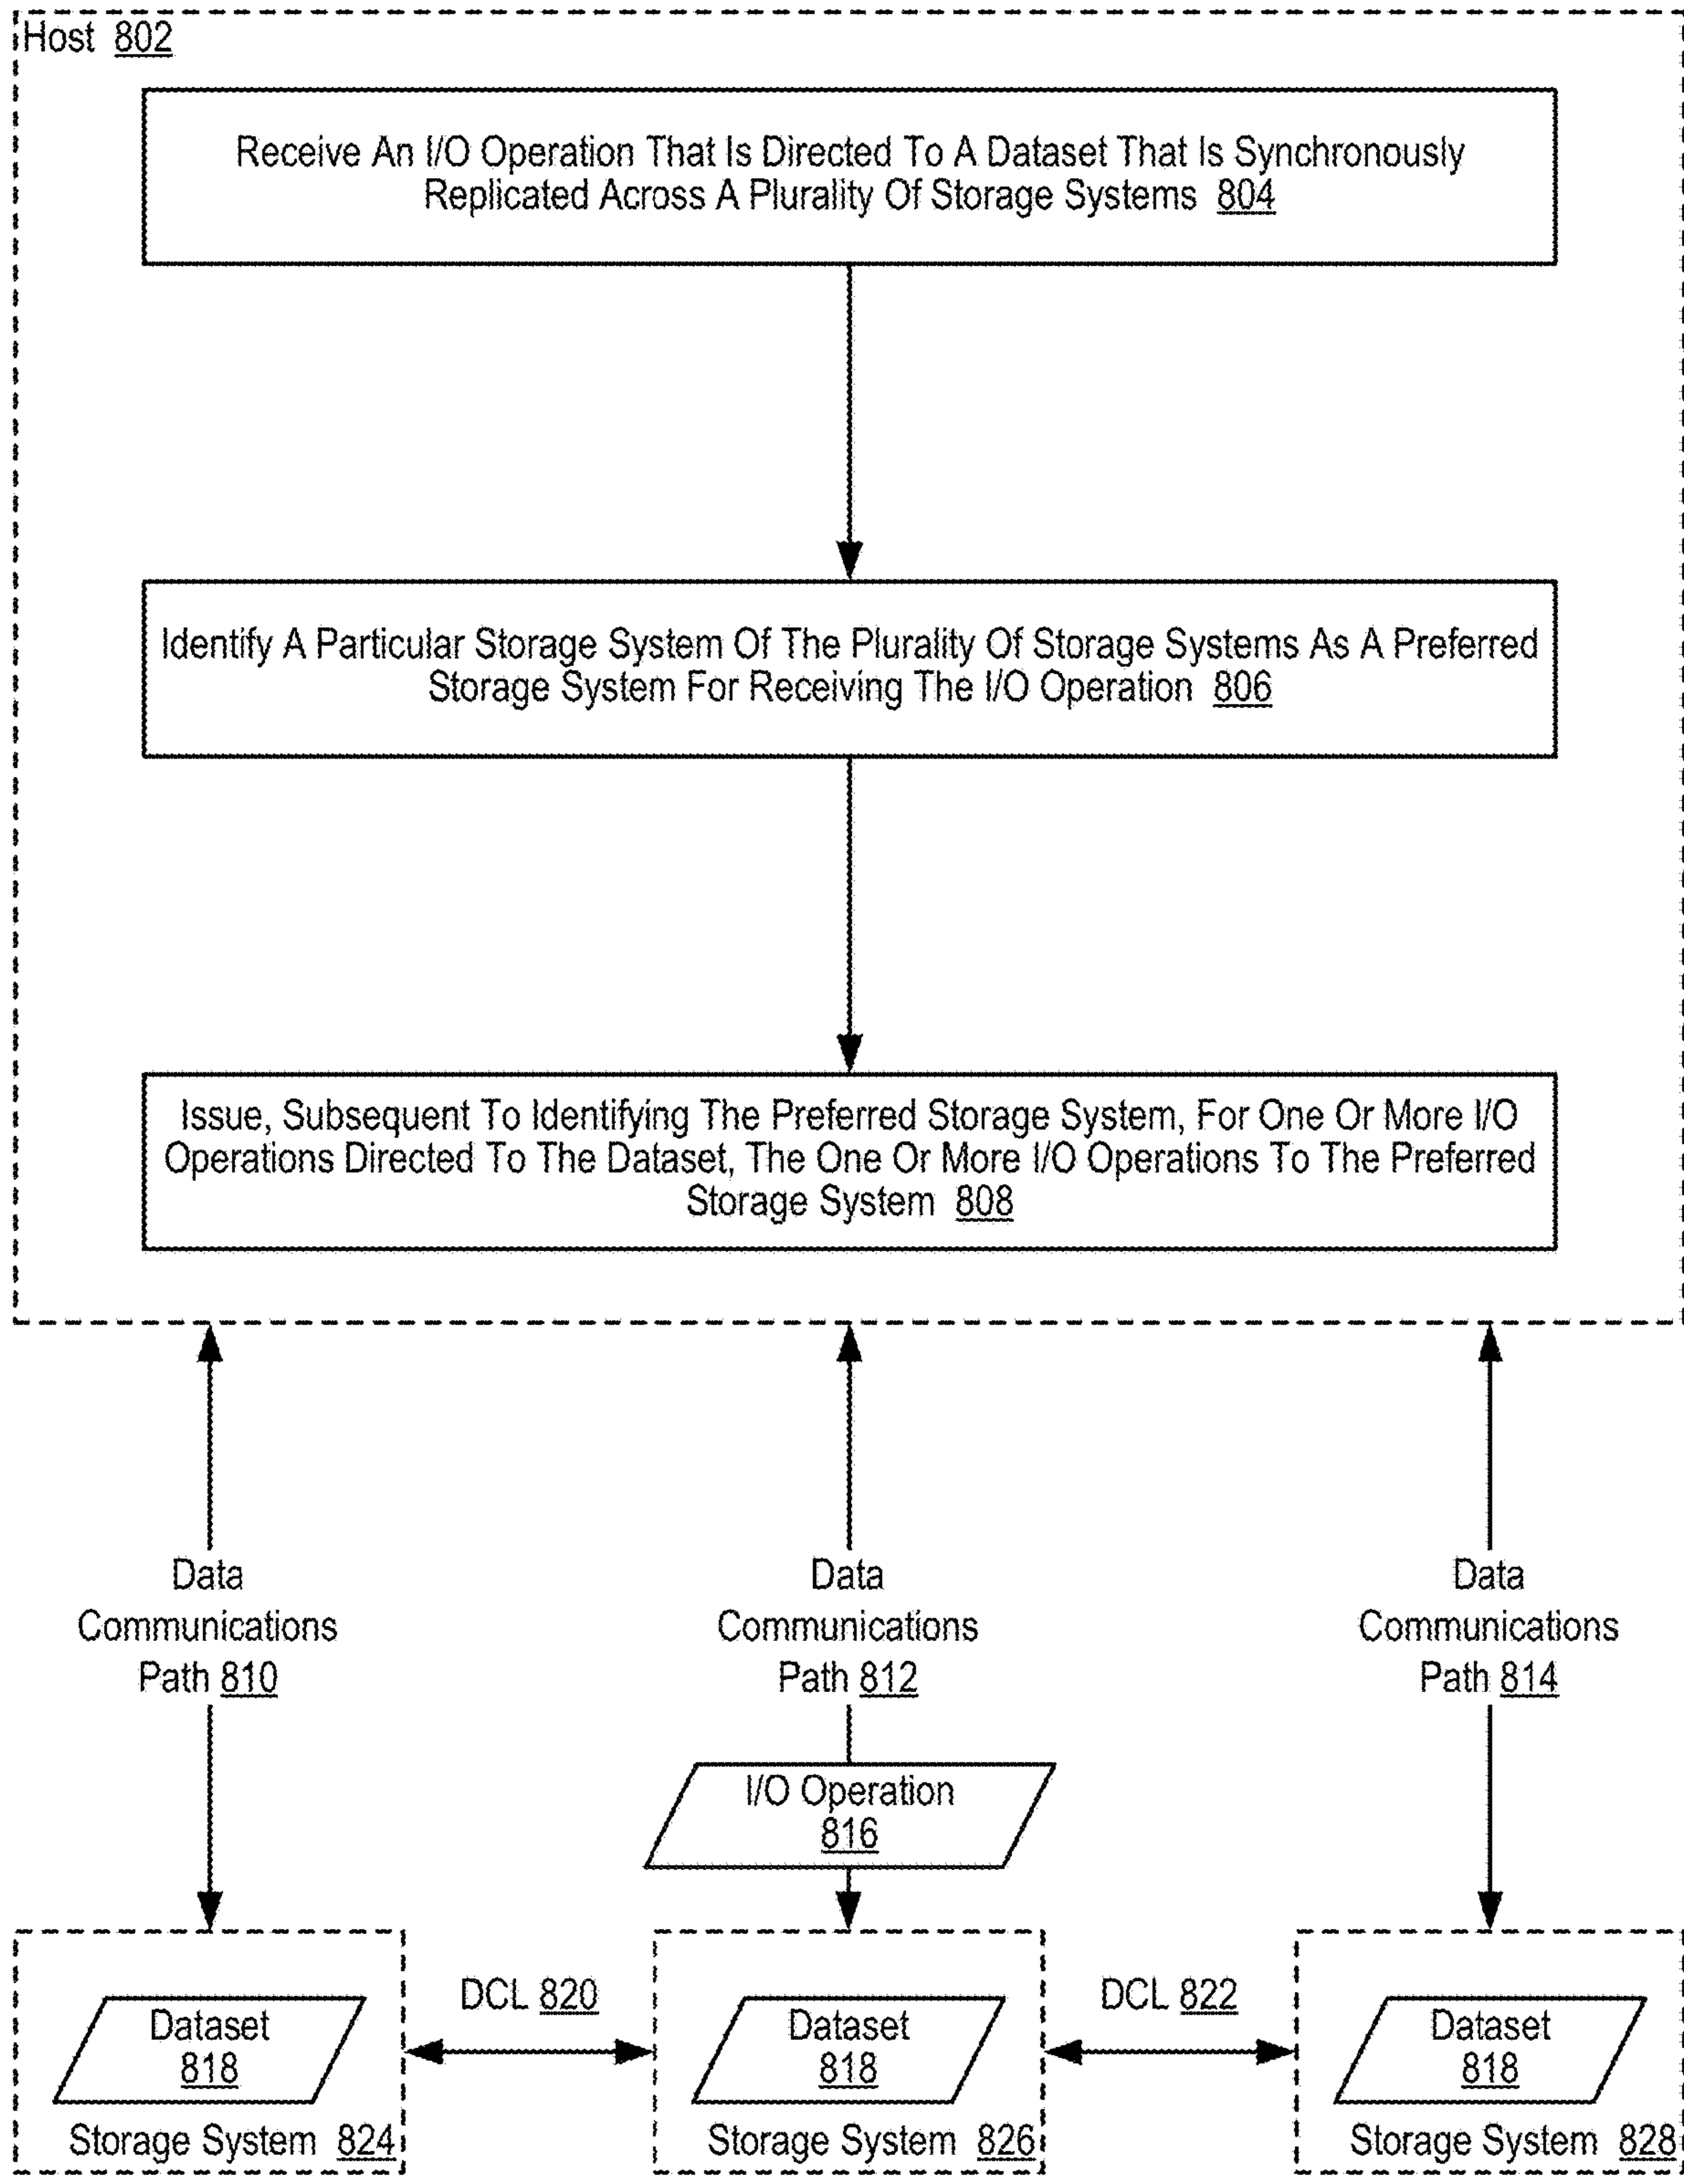 Host 802
Receive An I/O Operation That Is Directed To A Dataset That Is Synchronously
Replicated Across A Plurality Of Storage Systems 804
Identify A Particular Storage System Of The Plurality Of Storage Systems As A Preferred
Storage System For Receiving The I/O Operation 806
Issue, Subsequent To Identifying The Preferred Storage System, For One Or More I/O
Operations Directed To The Dataset, The One Or More I/O Operations To The Preferred
Storage System 808
Data
Communications
Path 810
Data
Communications
Path 812
Data
Communications
Path 814
I/O Operation
816
Dataset
818
Storage System 824
DCL 820
Dataset
818
Storage System 826
DCL 822
Dataset
818
Storage System 828